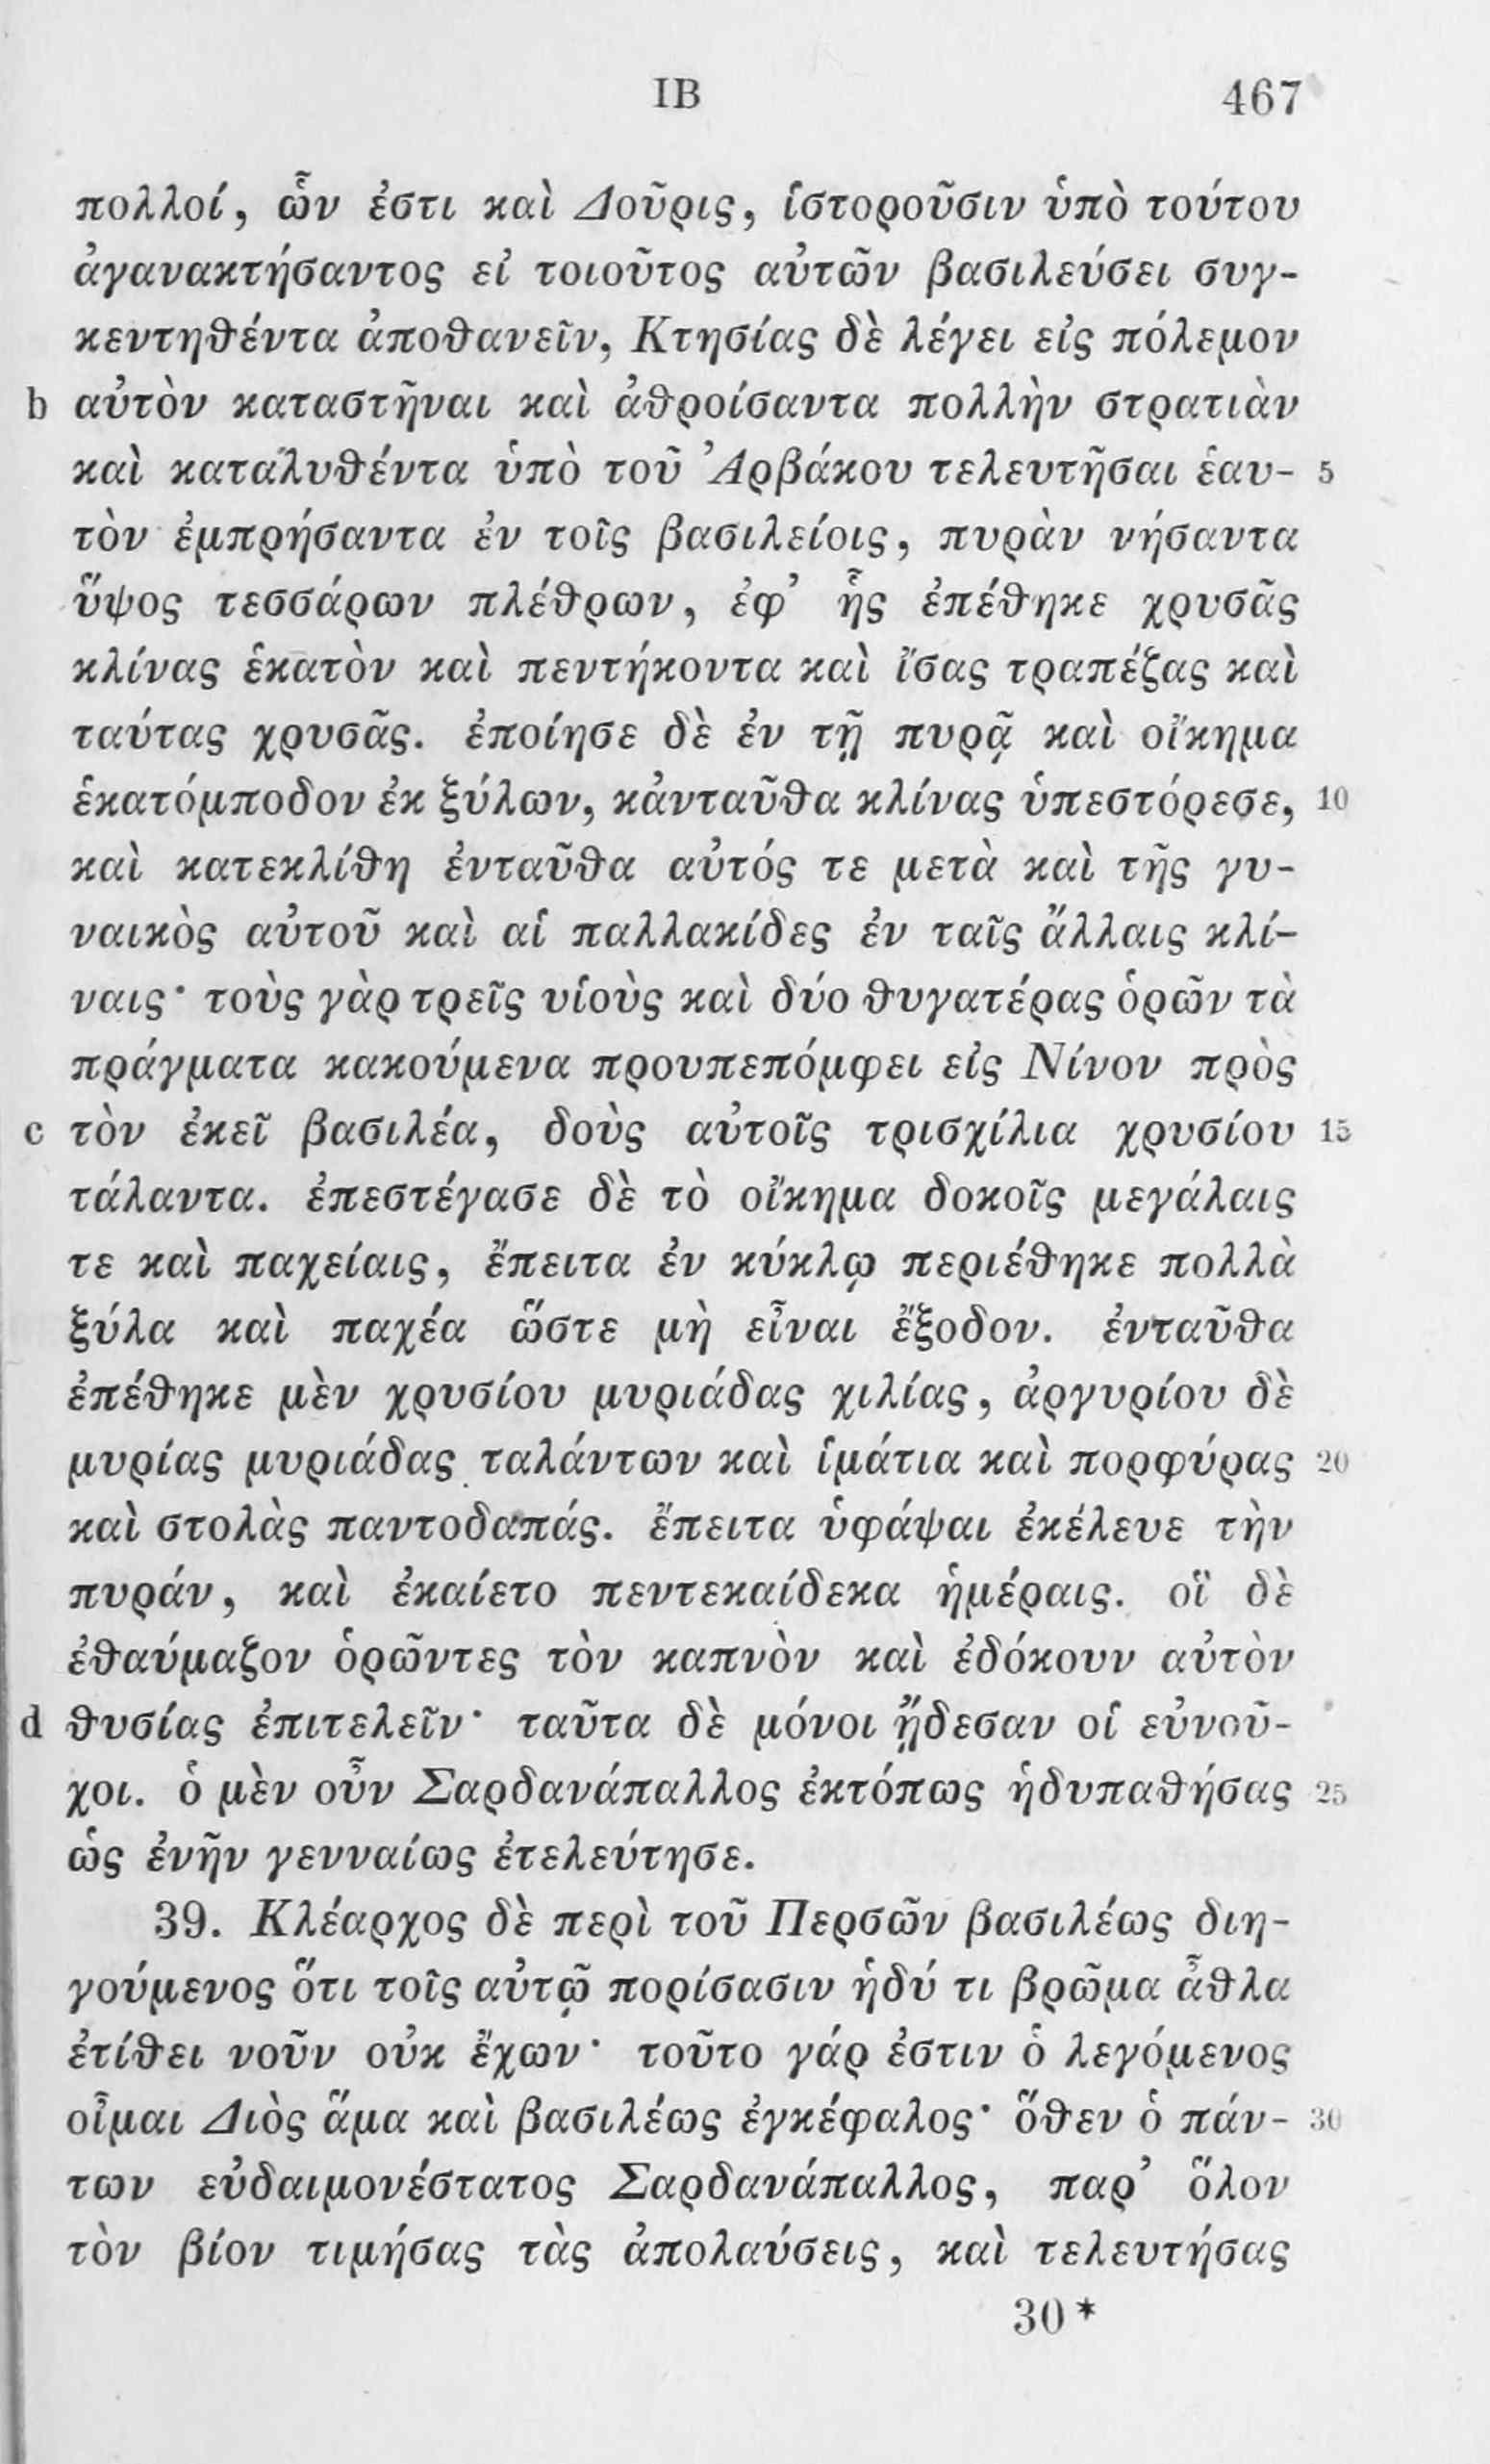 ΙΒ 467
πολλοί, ὧν ἐστι καὶ Δοῦρις, ἱστοροῦσιν ὑπὸ τούτου
ἀγανακτήσαντος εἰ τοιοῦτος αὐτῶν βασιλεύσει συγ-
κεντηθέντα ἀποθανεῖν, Κτησίας δὲ λέγει εἰς πόλεμον
b αὐτὸν καταστῆναι καὶ ἀθροίσαντα πολλὴν στρατιὰν
καὶ καταλυθέντα ὑπὸ τοῦ Ἀρβάκου τελευτῆσαι ἑαυ- 5
τὸν ἐμπρήσαντα ἐν τοῖς βασιλείοις, πυρὰν νήσαντα
ὕψος τεσσάρων πλέθρων, ἐφ’ ἧς ἐπέθηκε χρυσᾶς
κλίνας ἑκατὸν καὶ πεντήκοντα καὶ ἴσας τραπέζας καὶ
ταύτας χρυσᾶς. ἐποίησε δὲ ἐν τῇ πυρᾷ καὶ οἴκημα
ἑκατόμποδον ἐκ ξύλων, κἀνταῦθα κλίνας ὑπεστόρεσε, 10
καὶ κατεκλίθη ἐνταῦθα αὐτός τε μετὰ καὶ τῆς γυ-
ναικὸς αὐτοῦ καὶ αἱ παλλακίδες ἐν ταῖς ἄλλαις κλί-
ναις· τοὺς γὰρ τρεῖς υἱοὺς καὶ δύο θυγατέρας ὁρῶν τὰ
πράγματα κακούμενα προυπεπόμφει εἰς Νίνον πρὸς
c τὸν ἐκεῖ βασιλέα, δοὺς αὐτοῖς τρισχίλια χρυσίου 15
τάλαντα. ἐπεστέγασε δὲ τὸ οἴκημα δοκοῖς μεγάλαις
τε καὶ παχείαις, ἔπειτα ἐν κύκλῳ περιέθηκε πολλὰ
ξύλα καὶ παχέα ὥστε μὴ εἶναι ἔξοδον. ἐνταῦθα
ἐπέθηκε μὲν χρυσίου μυριάδας χιλίας, ἀργυρίου δὲ
μυρίας μυριάδας ταλάντων καὶ ἱμάτια καὶ πορφύρας 20
καὶ στολὰς παντοδαπάς. ἔπειτα ὑφάψαι ἐκέλευε τὴν
πυράν, καὶ ἐκαίετο πεντεκαίδεκα ἡμέραις. οἳ δὲ
ἐθαύμαζον ὁρῶντες τὸν καπνὸν καὶ ἐδόκουν αὐτὸν
d θυσίας ἐπιτελεῖν· ταῦτα δὲ μόνοι ᾔδεσαν οἱ εὐνοῦ-
χοι. ὁ μὲν οὖν Σαρδανάπαλλος ἐκτόπως ἡδυπαθήσας 25
ὡς ἐνῆν γενναίως ἐτελεύτησε.
39. Κλέαρχος δὲ περὶ τοῦ Περσῶν βασιλέως διη-
γούμενος ὅτι τοῖς αὐτῷ πορίσασιν ἡδύ τι βρῶμα ἆθλα
ἐτίθει νοῦν οὐκ ἔχων· τοῦτο γάρ ἐστιν ὁ λεγόμενος
οἶμαι Διὸς ἅμα καὶ βασιλέως ἐγκέφαλος· ὅθεν ὁ πάν- 30
των εὐδαιμονέστατος Σαρδανάπαλλος, παρ’ ὅλον
τὸν βίον τιμήσας τὰς ἀπολαύσεις, καὶ τελευτήσας
30*